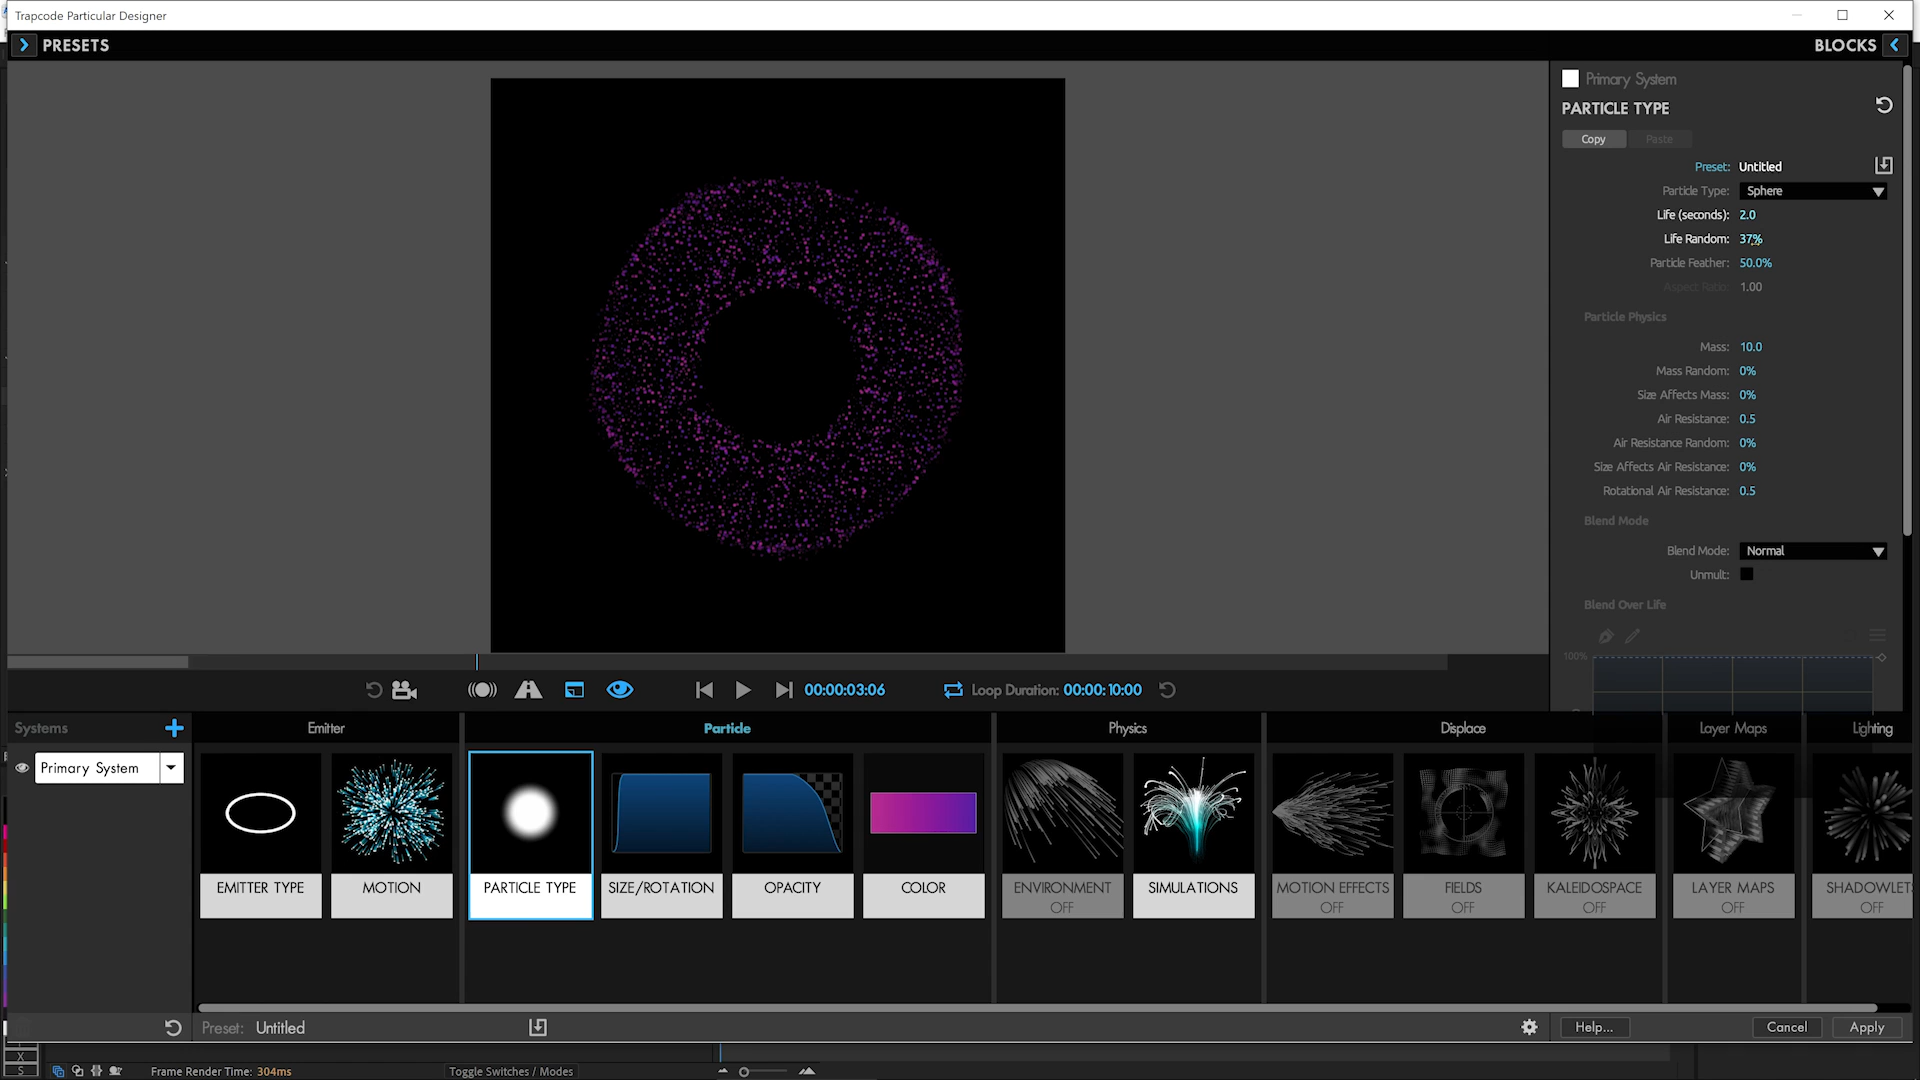 Trapcode Particular Designer
PRESETS
BLOCKS
Primary System
PARTICLE TYPE
Copy Paste
Preset: Untitled
Particle Type: Sphere
Life (seconds): 2.0
Life Random: 37%
Particle Feather: 50.0%
Aspect Ratio: 1.00
Particle Physics
Mass: 10.0
Mass Random: 0%
Size Affects Mass: 0%
Air Resistance: 0.5
Air Resistance Random: 0%
Size Affects Air Resistance: 0%
Rotational Air Resistance: 0.5
Blend Mode
Blend Mode: Normal
Unmult:
Blend Over Life
100%
00:00:03:06
Loop Duration: 00:00:10:00
Systems
Emitter
Particle
Physics
Displace
Layer Maps
Lighting
Primary System
EMITTER TYPE
MOTION
PARTICLE TYPE
SIZE/ROTATION
OPACITY
COLOR
ENVIRONMENT
OFF
SIMULATIONS
MOTION EFFECTS
OFF
FIELDS
OFF
KALEIDOSPACE
OFF
LAYER MAPS
OFF
SHADOWLET
OFF
Preset: Untitled
Help...
Cancel
Apply
X
S
Frame Render Time: 304ms
Toggle Switches / Modes